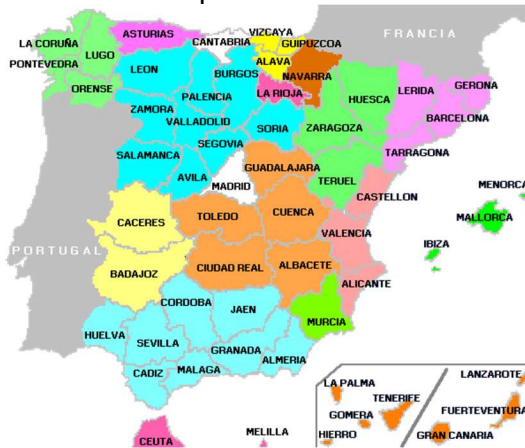 VIZCAYA
ASTURIAS
LA CORUÑA
CANTABRIA
GUIPUZCOA
FRANCIA
LUGO
PONTEVEDRA
ALAVA
LEON
BURGOS
NAVARRA
ORENSE
LA RIOJA
PALENCIA
HUESCA
LERIDA
GERONA
ZAMORA
VALLADOLID
SORIA
ZARAGOZA
BARCELONA
SEGOVIA
SALAMANCA
GUADALAJARA
TARRAGONA
AVILA
TERUEL
MADRID
MENORCA
CASTELLON
CACERES
TOLEDO
CUENCA
MALLORCA
VALENCIA
PORTUGAL
IBIZA
BADAJOZ
CIUDAD REAL
ALBACETE
ALICANTE
CORDOBA
JAEN
MURCIA
HUELVA
SEVILLA
GRANADA
ALMERIA
CADIZ
MALAGA
LANZAROTE
LA PALMA
TENERIFE
GOMERA
FUERTEVENTURA
HIERRO
GRAN CANARIA
CEUTA
MELILLA